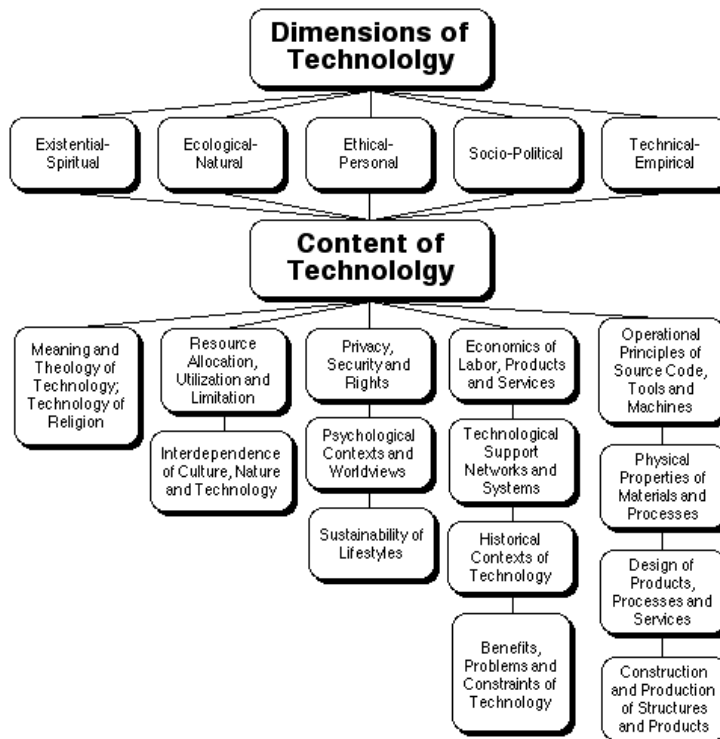 Dimensions of
Technololgy
Existential-
Spiritual
Ecological-
Natural
Ethical-
Personal
Socio-Political
Technical-
Empirical
Content of
Technololgy
Meaning and
Theology of
Technology;
Technology of
Religion
Resource
Allocation,
Utilization and
Limitation
Privacy,
Security and
Rights
Economics of
Labor, Products
and Services
Operational
Principles of
Source Code,
Tools and
Machines
Interdependence
of Culture, Nature
and Technology
Psychological
Contexts and
Worldviews
Technological
Support
Networks and
Systems
Physical
Properties of
Materials and
Processes
Sustainability of
Lifestyles
Historical
Contexts of
Technology
Design of
Products,
Processes and
Services
Benefits,
Problems and
Constraints of
Technology
Construction
and Production
of Structures
and Products